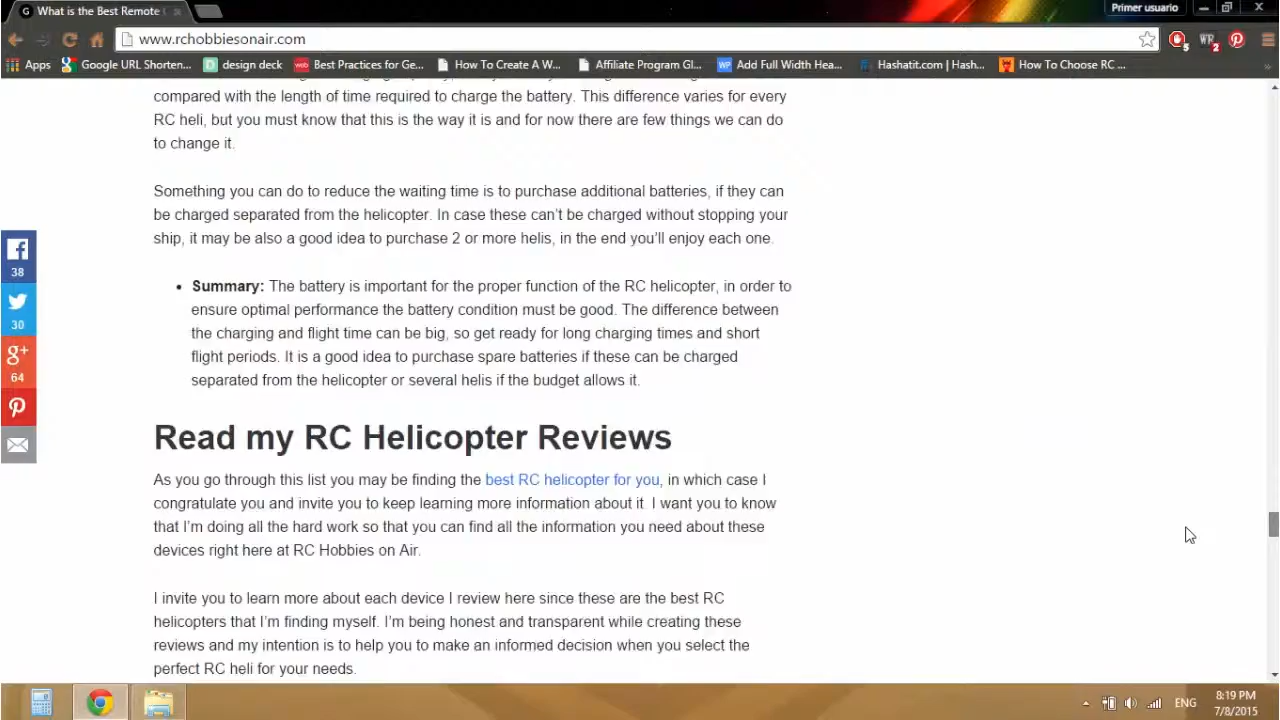 What is the Best Remote
Primer usuario
www.rchobbiesonair.com
5
2
Apps
Google URL Shorten...
design deck
Best Practices for Ge...
How To Create A W...
Affiliate Program Gl...
Add Full Width Hea...
Hashatit.com | Hash...
How To Choose RC ...
compared with the length of time required to charge the battery. This difference varies for every
RC heli, but you must know that this is the way it is and for now there are few things we can do
to change it.
Something you can do to reduce the waiting time is to purchase additional batteries, if they can
be charged separated from the helicopter. In case these can't be charged without stopping your
ship, it may be also a good idea to purchase 2 or more helis, in the end you'll enjoy each one.
38
30
64
• Summary: The battery is important for the proper function of the RC helicopter, in order to
ensure optimal performance the battery condition must be good. The difference between
the charging and flight time can be big, so get ready for long charging times and short
flight periods. It is a good idea to purchase spare batteries if these can be charged
separated from the helicopter or several helis if the budget allows it.
Read my RC Helicopter Reviews
As you go through this list you may be finding the best RC helicopter for you, in which case I
congratulate you and invite you to keep learning more information about it. I want you to know
that I'm doing all the hard work so that you can find all the information you need about these
devices right here at RC Hobbies on Air.
I invite you to learn more about each device I review here since these are the best RC
helicopters that I'm finding myself. I'm being honest and transparent while creating these
reviews and my intention is to help you to make an informed decision when you select the
perfect RC heli for your needs.
ENG
8:19 PM
7/8/2015